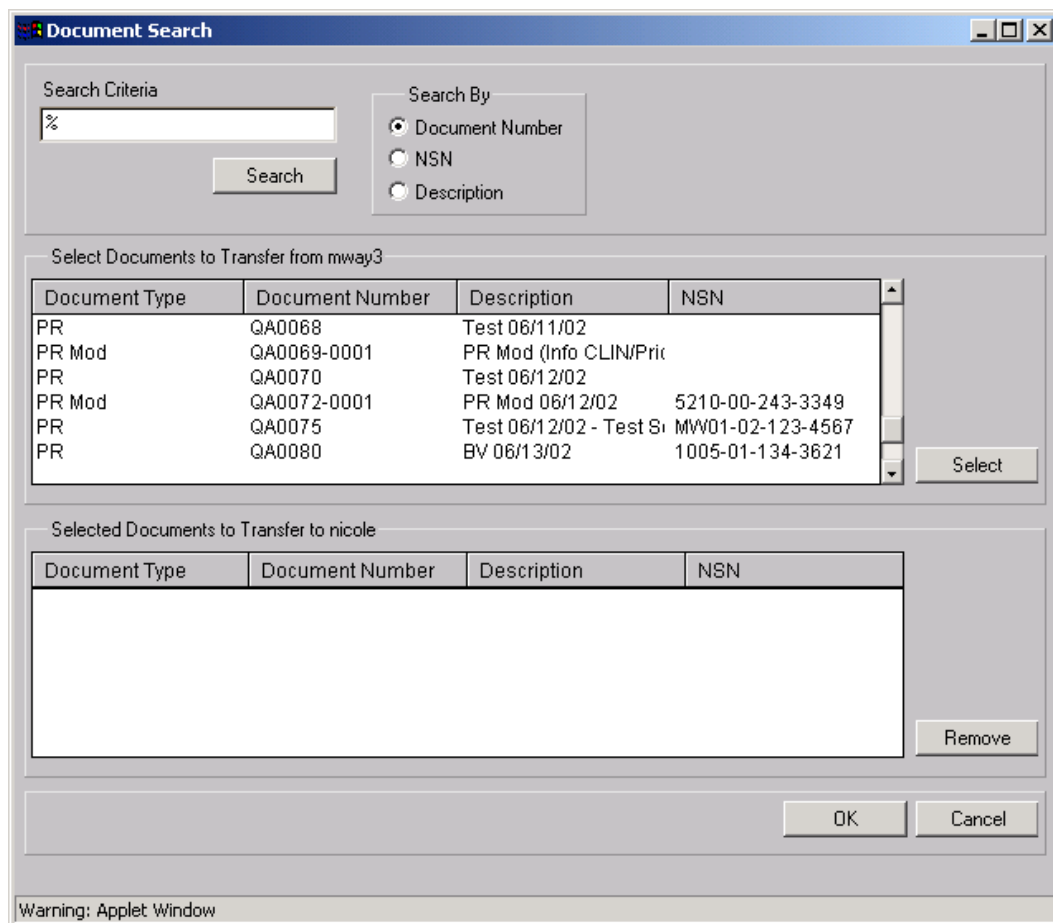 Document Search
Search Criteria
%
Search
Search By
Document Number
NSN
Description
Select Documents to Transfer from mway3
Document Type Document Number Description NSN
PR QA0068 Test 06/11/02
PR Mod QA0069-0001 PR Mod (Info CLIN/Pric
PR QA0070 Test 06/12/02
PR Mod QA0072-0001 PR Mod 06/12/02 5210-00-243-3349
PR QA0075 Test 06/12/02 - Test S MW01-02-123-4567
PR QA0080 BV 06/13/02 1005-01-134-3621
Select
Selected Documents to Transfer to nicole
Document Type Document Number Description NSN
Remove
OK Cancel
Warning: Applet Window